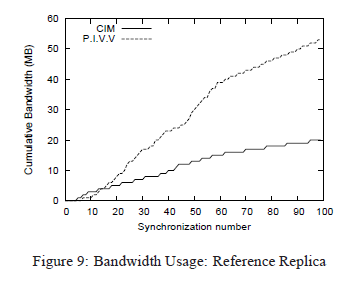 Cumulative Bandwidth (MB)
60
50
40
30
20
10
0
CIM
P.I.V.V
0 10 20 30 40 50 60 70 80 90 100
Synchronization number
Figure 9: Bandwidth Usage: Reference Replica